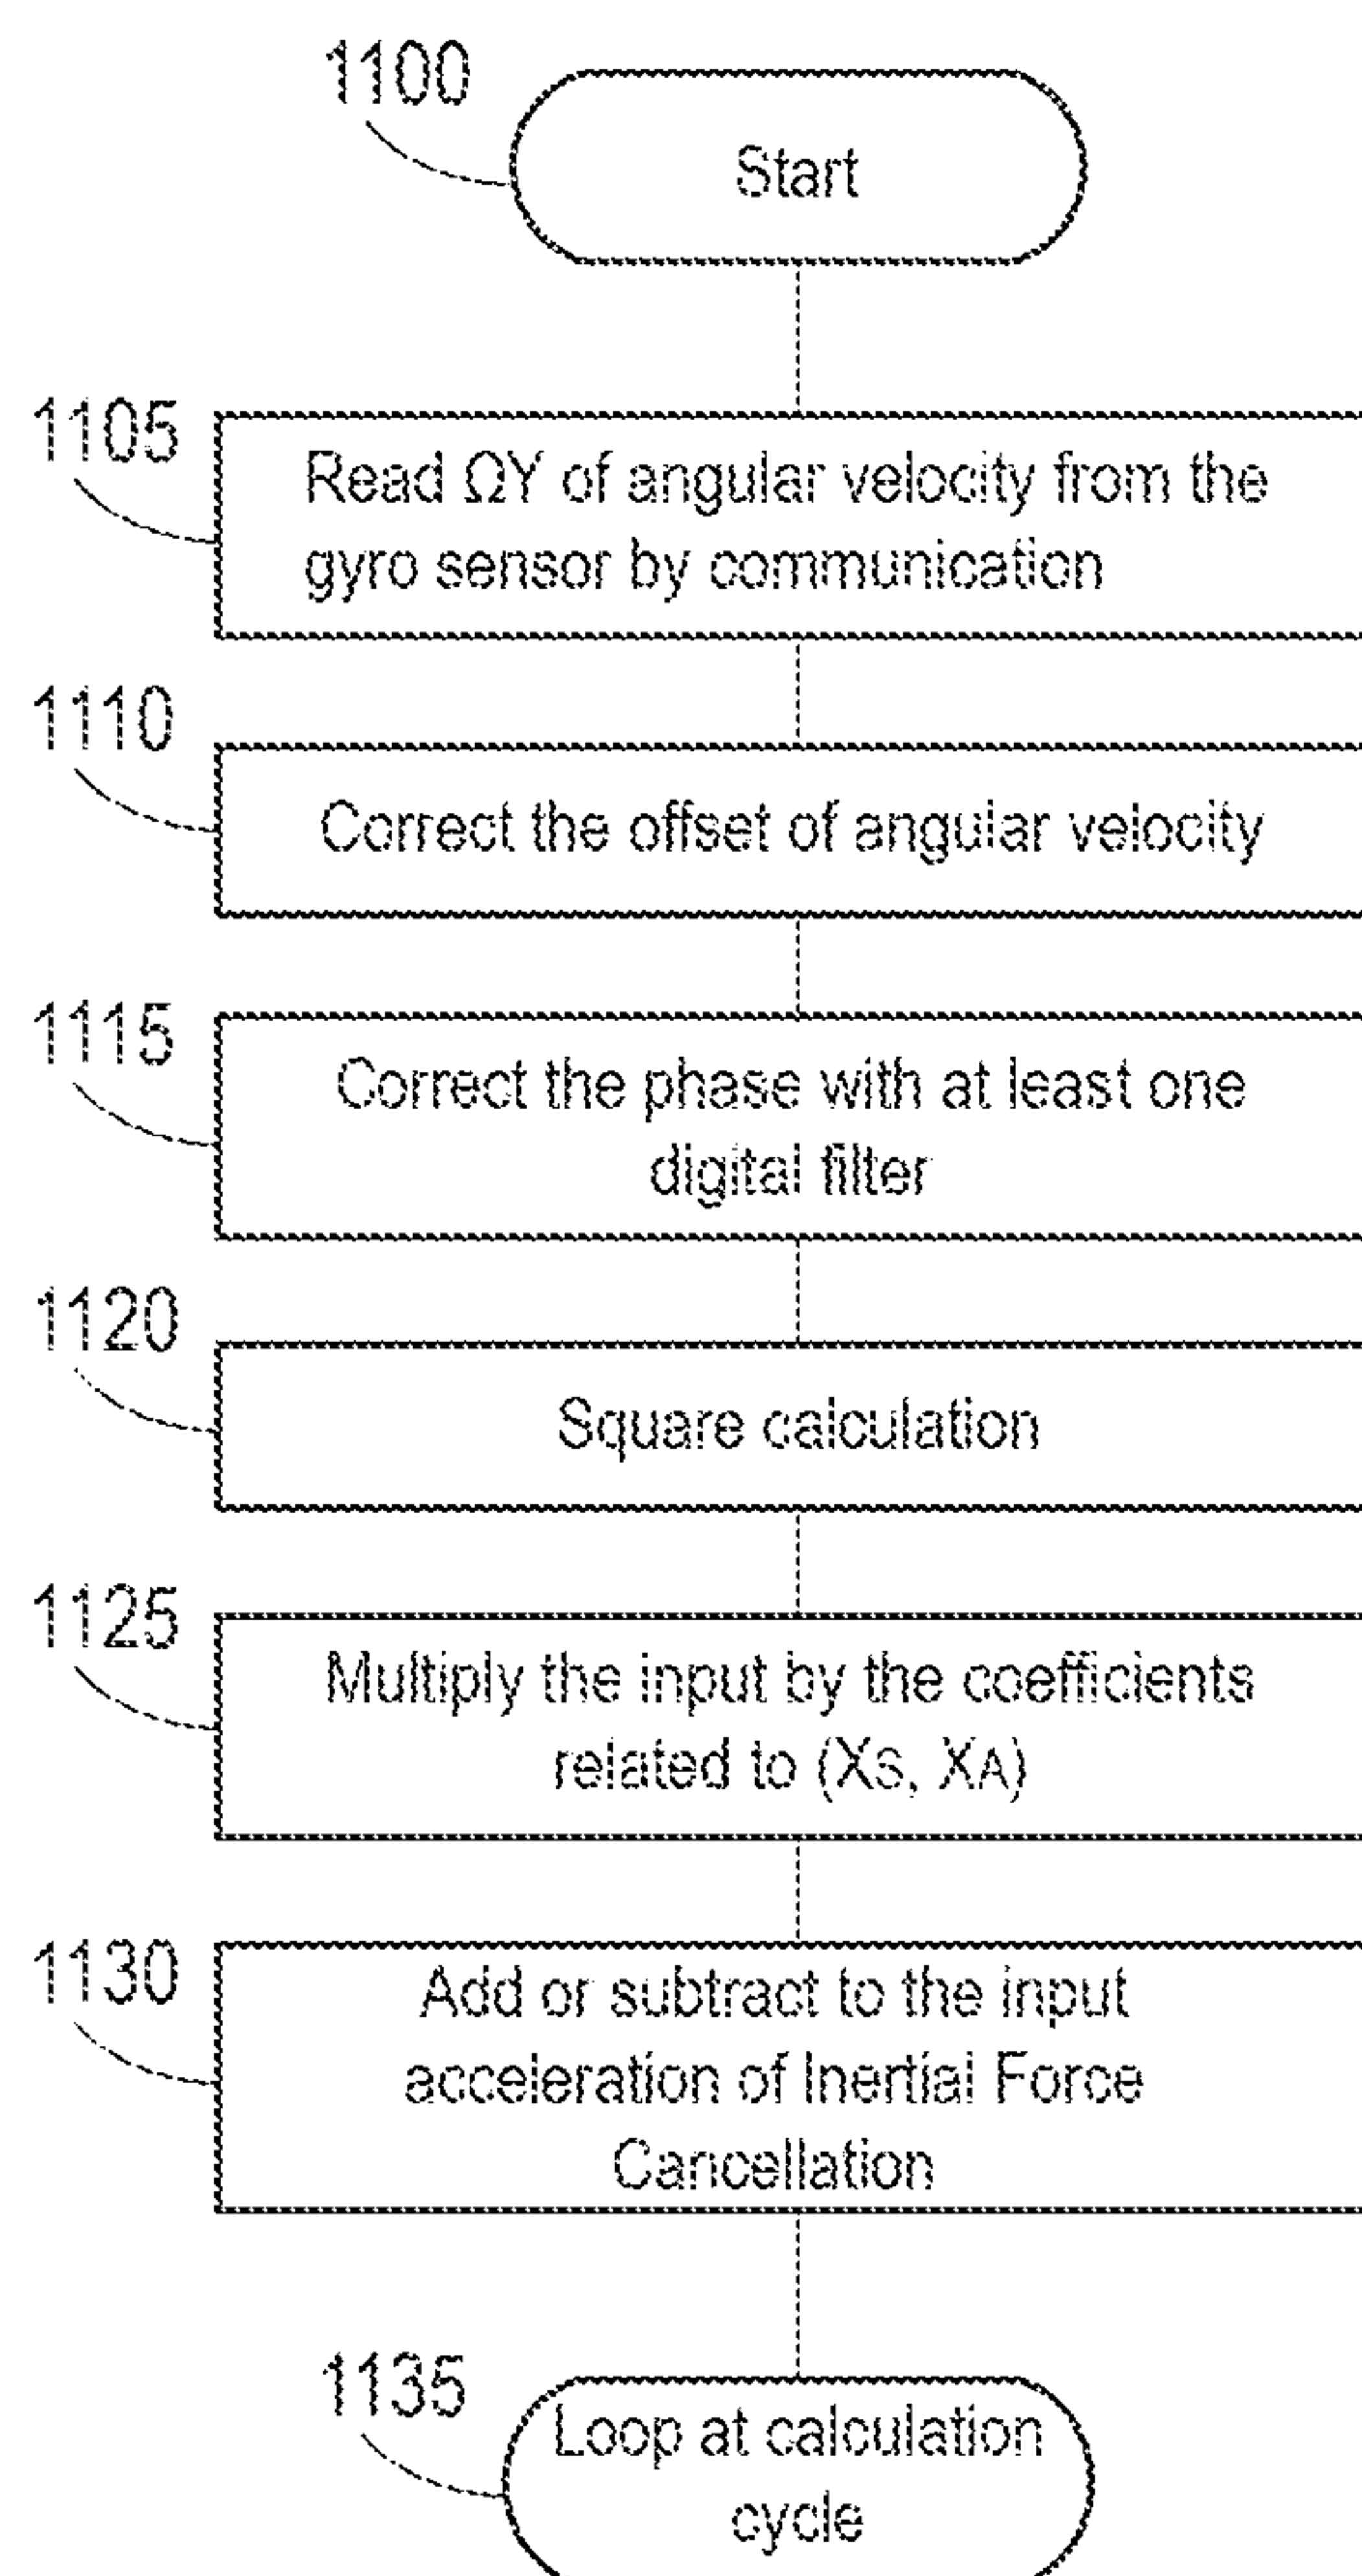 1100
Start
1105
Read ΩY of angular velocity from the
gyro sensor by communication
1110
Correct the offset of angular velocity
1115
Correct the phase with at least one
digital filter
1120
Square calculation
1125
Multiply the input by the coefficients
related to (XS, XA)
1130
Add or subtract to the input
acceleration of Inertial Force
Cancellation
1135
Loop at calculation
cycle